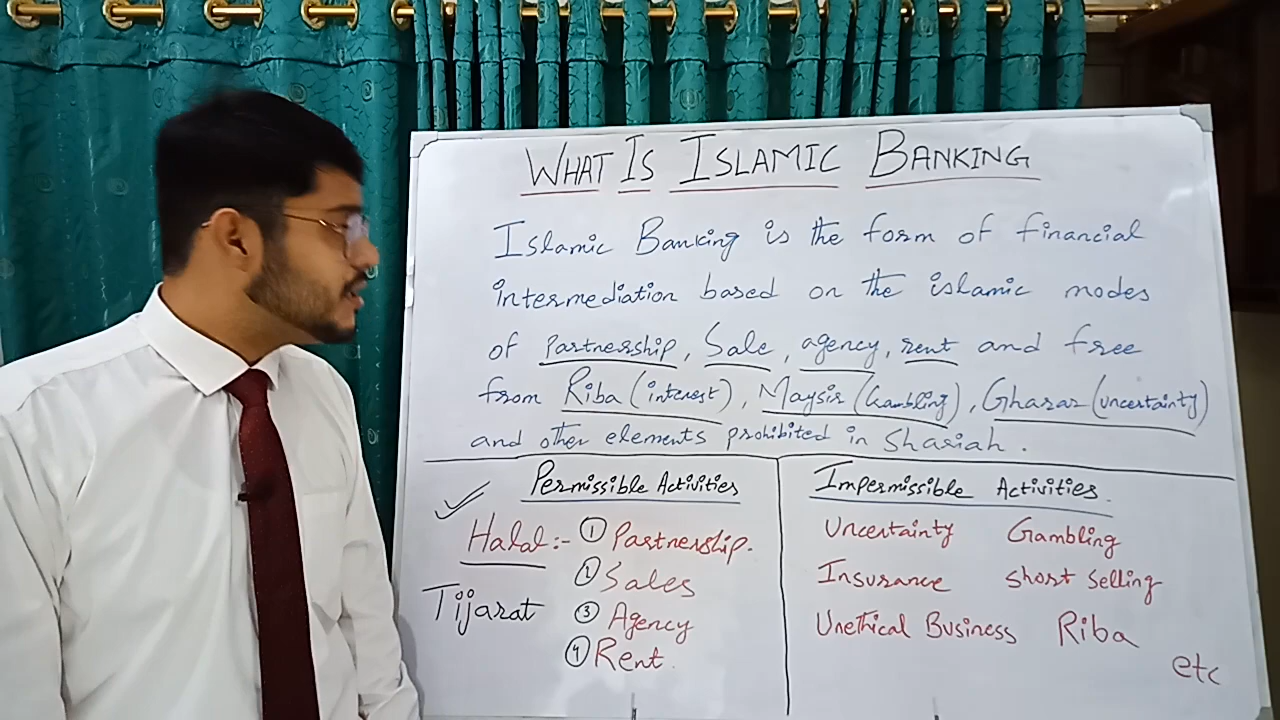 WHAT IS ISLAMIC BANKING
Islamic Banking is the form of financial
intermediation based on the islamic modes
of Partnership, Sale, agency, rent and free
from Riba (interest), Maysir (Gambling), Gharar (uncertainty)
and other elements prohibited in Shariah.
Permissible Activities
Halal:- ① Partnership.
② Sales
Tijarat ③ Agency
④ Rent.
Impermissible Activities.
Uncertainty Gambling
Insurance Short Selling
Unethical Business Riba
etc